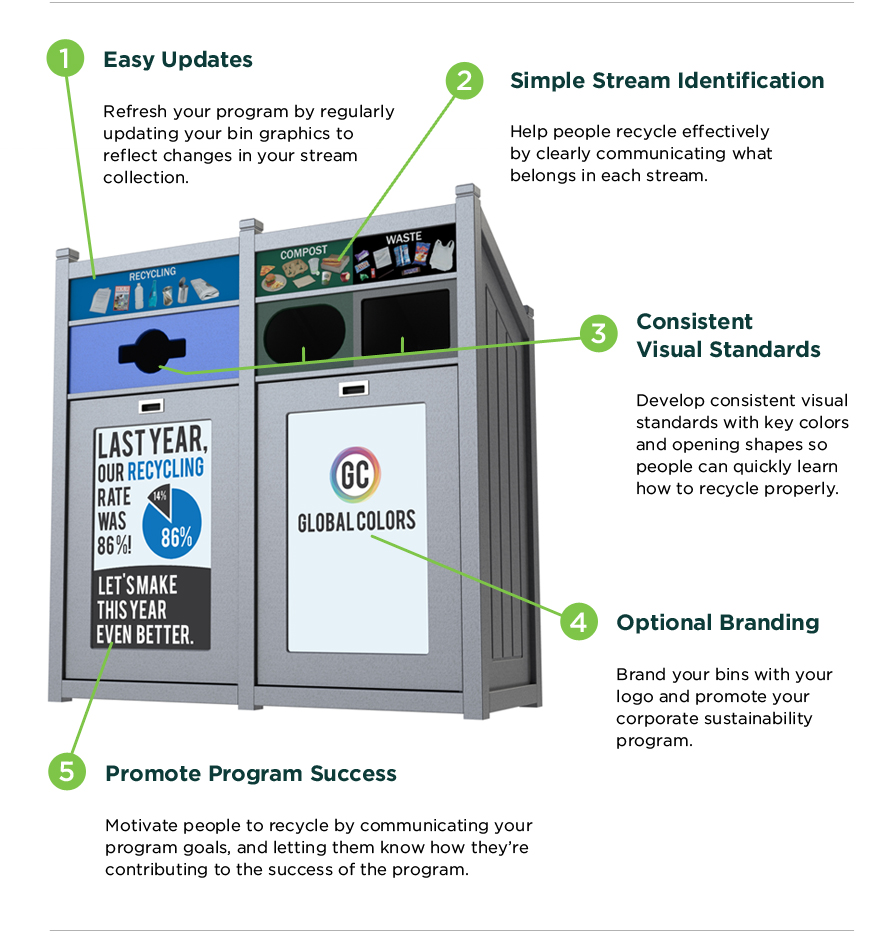 1
Easy Updates
Refresh your program by regularly
updating your bin graphics to
reflect changes in your stream
collection.
2
Simple Stream Identification
Help people recycle effectively
by clearly communicating what
belongs in each stream.
RECYCLING
COMPOST
WASTE
3
Consistent
Visual Standards
Develop consistent visual
standards with key colors
and opening shapes so
people can quickly learn
how to recycle properly.
LAST YEAR,
OUR RECYCLING
RATE
WAS
86%!
14%
86%
LET'S MAKE
THIS YEAR
EVEN BETTER.
GC
GLOBAL COLORS
4
Optional Branding
Brand your bins with your
logo and promote your
corporate sustainability
program.
5
Promote Program Success
Motivate people to recycle by communicating your
program goals, and letting them know how they’re
contributing to the success of the program.